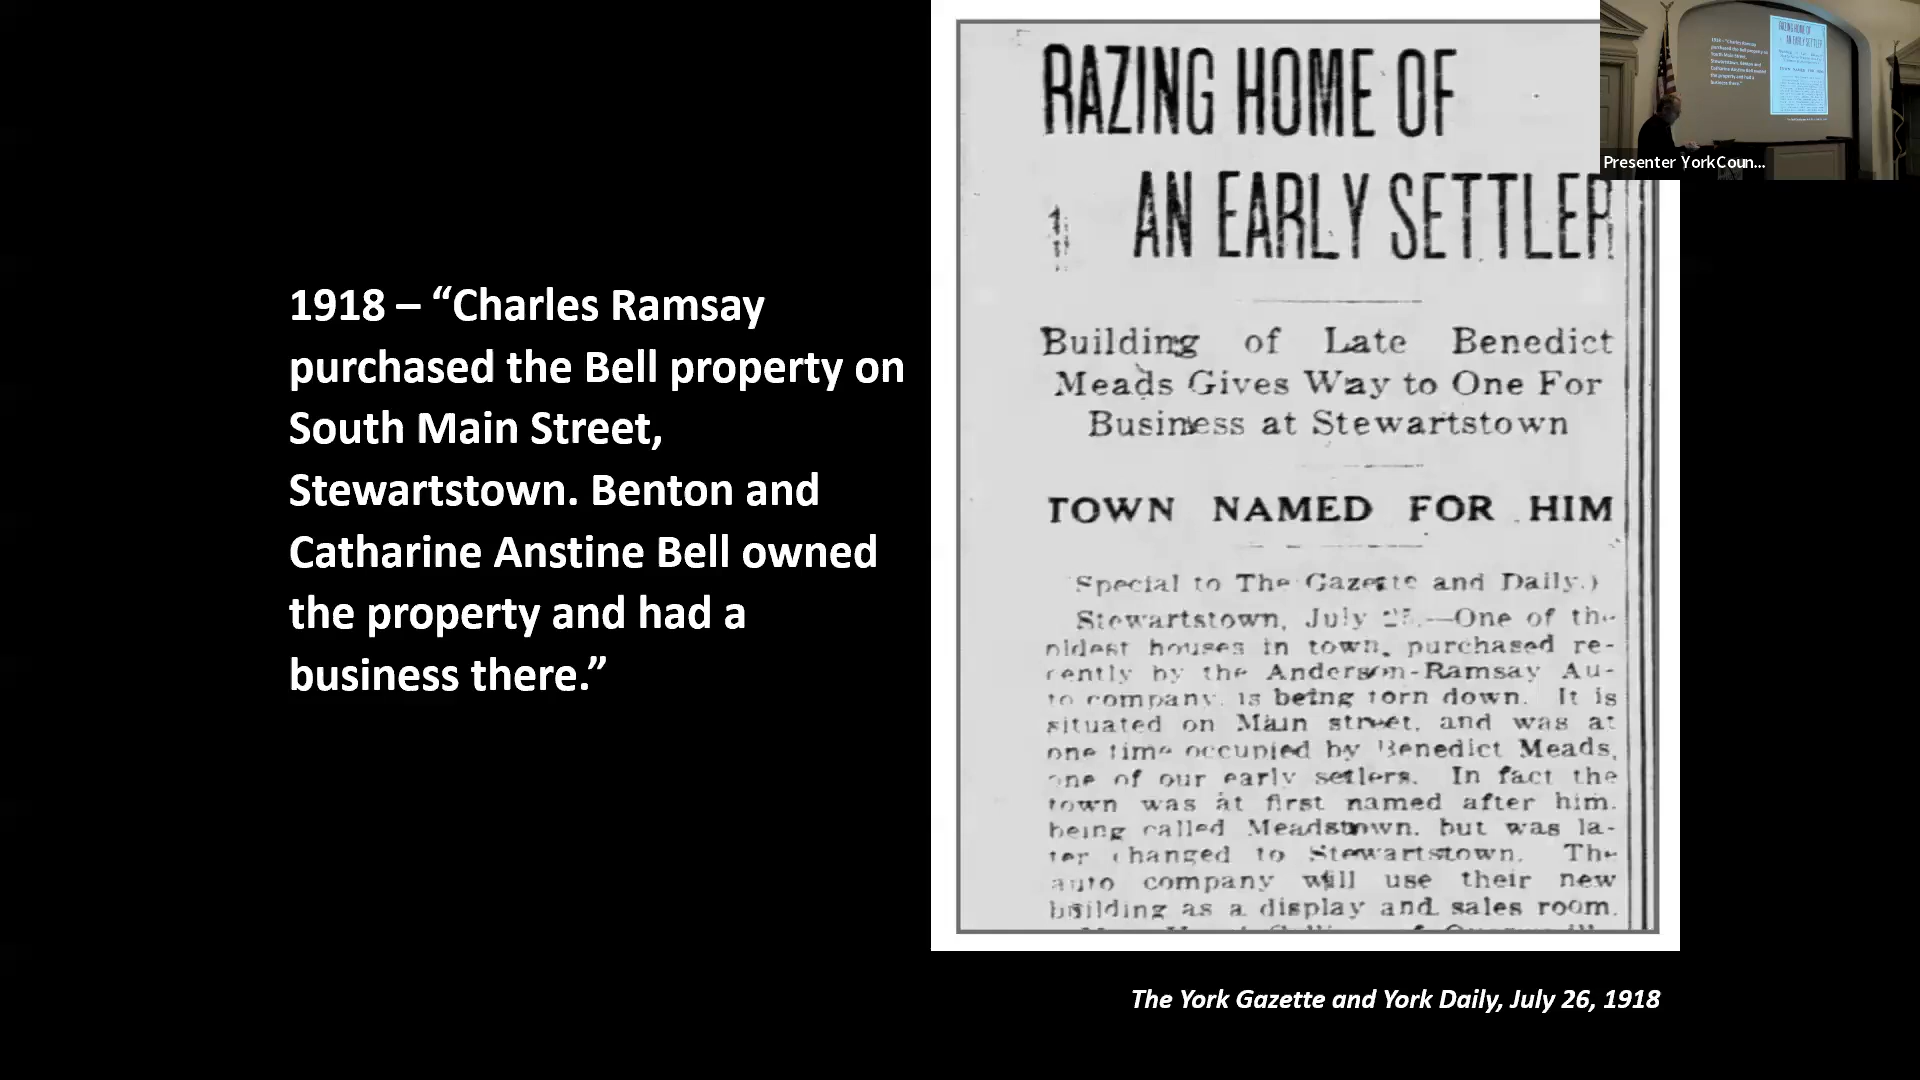 1918 – “Charles Ramsay
purchased the Bell property on
South Main Street,
Stewartstown. Benton and
Catharine Anstine Bell owned
the property and had a
business there.”
RAZING HOME OF
AN EARLY SETTLER
Building of Late Benedict
Meads Gives Way to One For
Business at Stewartstown
TOWN NAMED FOR HIM
Special to The Gazette and Daily.)
Stewartstown, July —One of the
oldest houses in town, purchased re-
cently by the Anderson-Ramsay Au-
to company, is being torn down. It is
situated on Main street, and was at
one time occupied by Benedict Meads,
one of our early setlers. In fact the
town was at first named after him.
being called Meadstown, but was la-
ter changed to Stewartstown. The
auto company will use their new
building as a display and sales room.
The York Gazette and York Daily, July 26, 1918
Presenter YorkCoun...